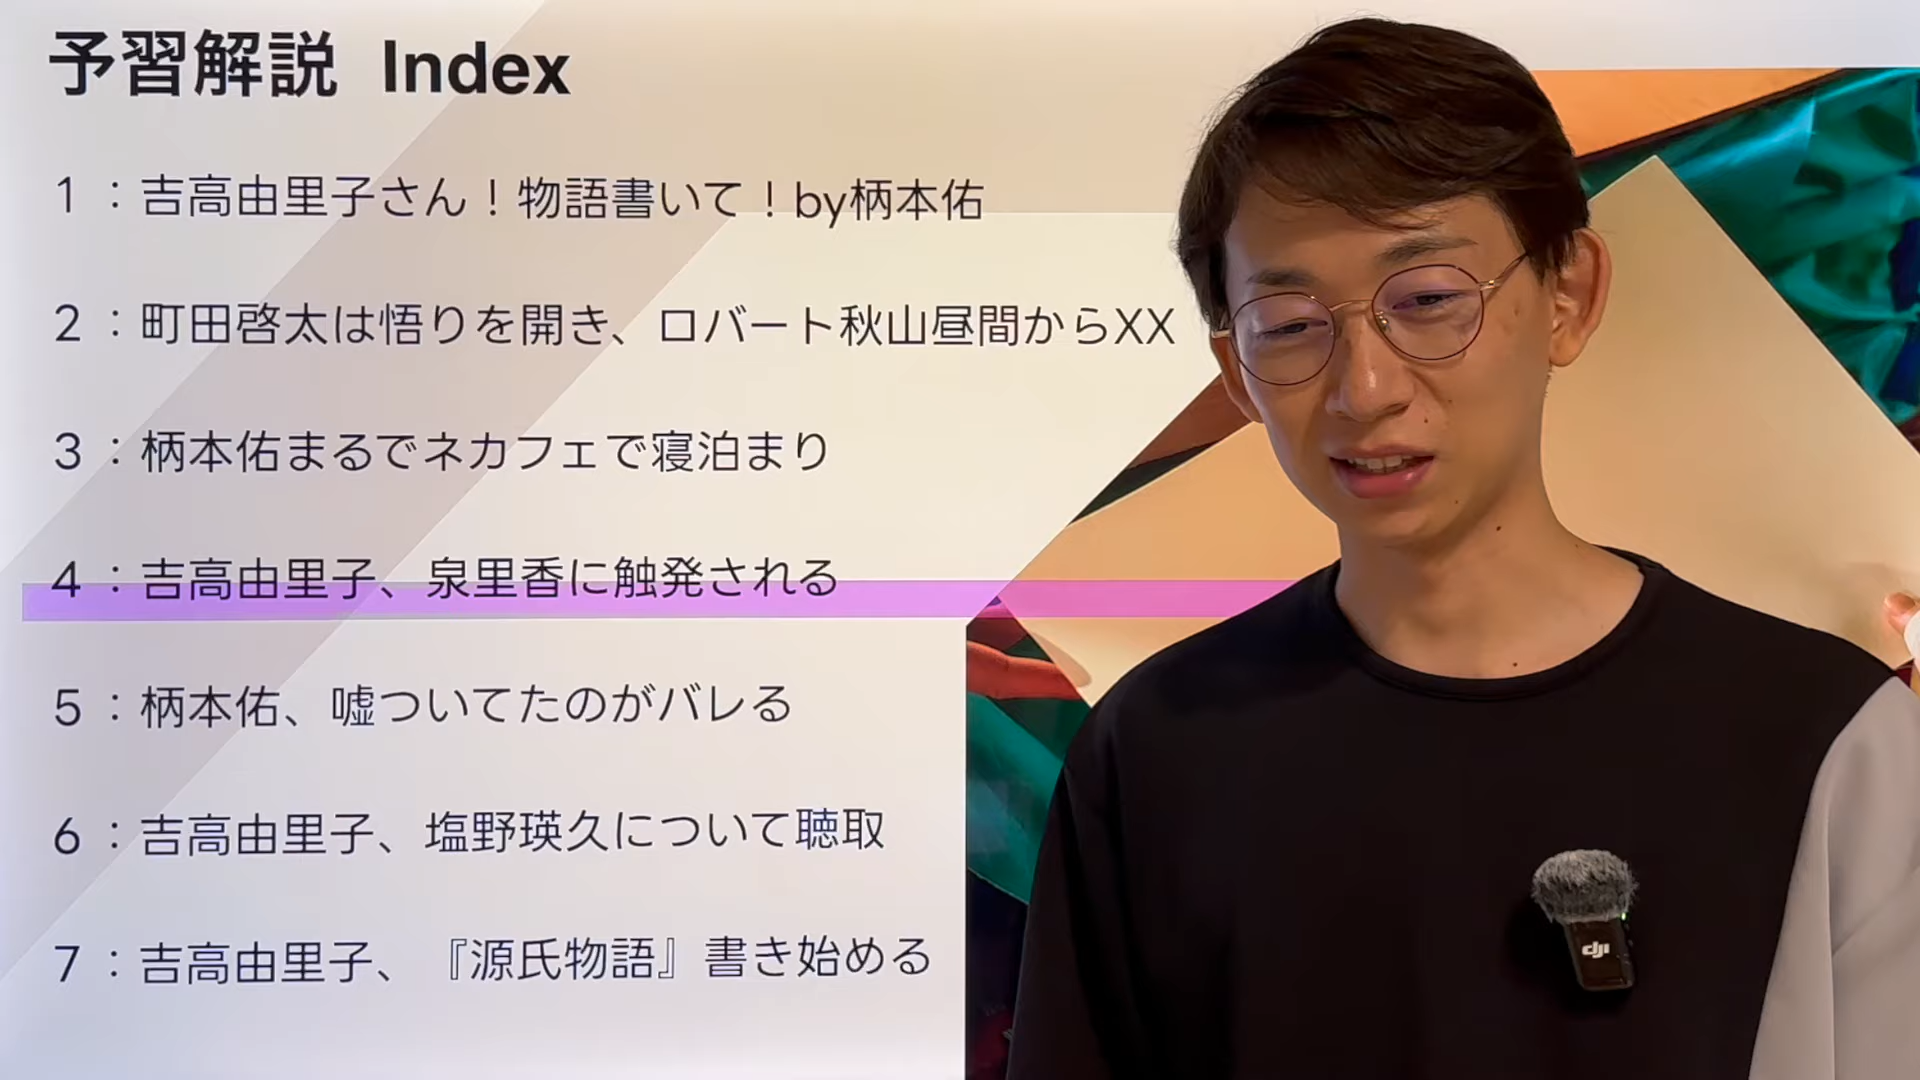 予習解説 Index
1：吉高由里子さん！物語書いて！by柄本佑
2：町田啓太は悟りを開き、ロバート秋山昼間からXX
3：柄本佑まるでネカフェで寝泊まり
4：吉高由里子、泉里香に触発される
5：柄本佑、嘘ついてたのがバレる
6：吉高由里子、塩野瑛久について聴取
7：吉高由里子、『源氏物語』書き始める
dji